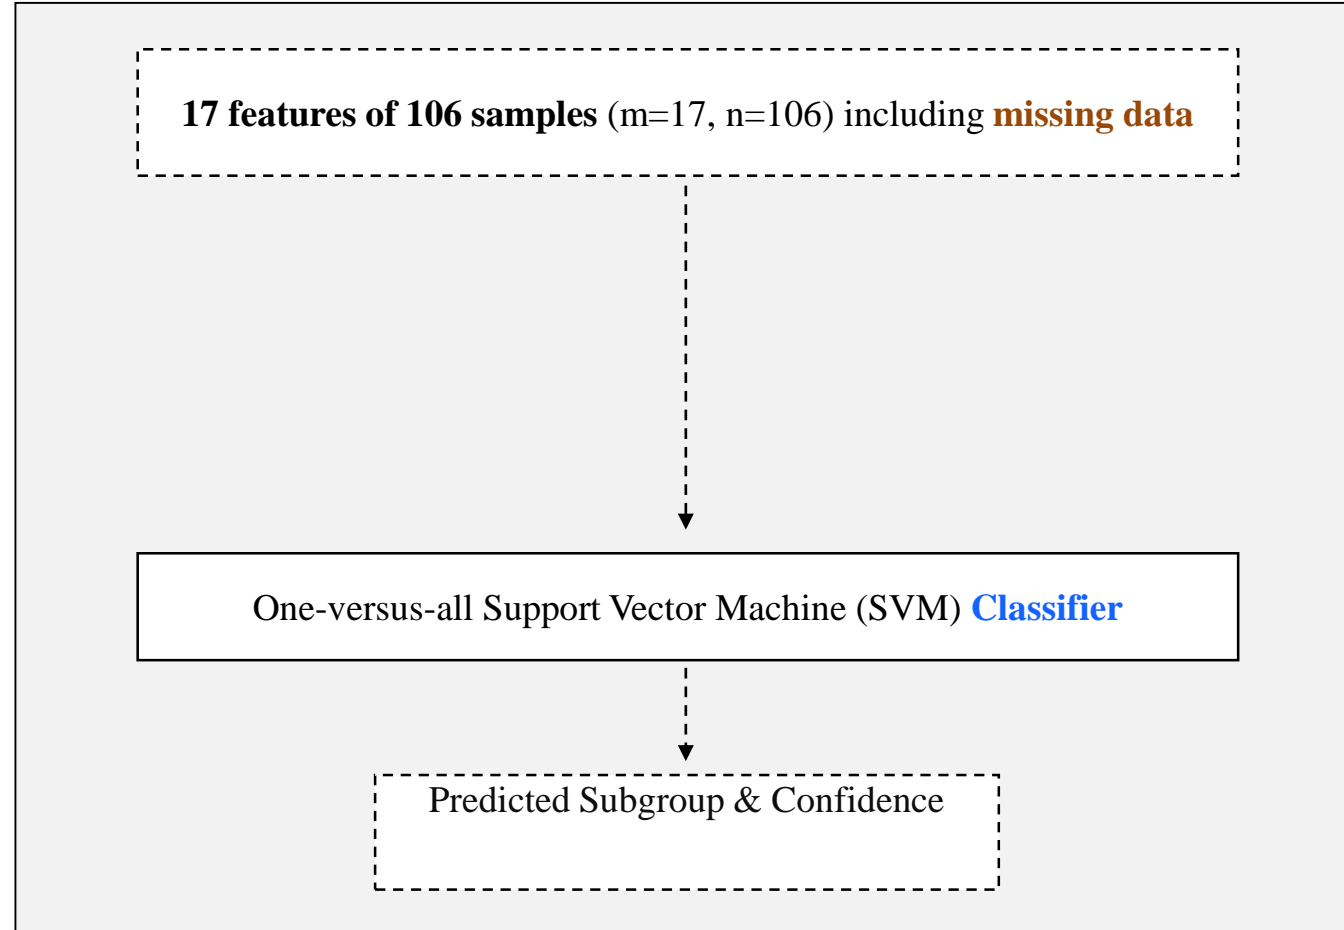 17 features of 106 samples (m=17, n=106) including missing data
One-versus-all Support Vector Machine (SVM) Classifier
Predicted Subgroup & Confidence